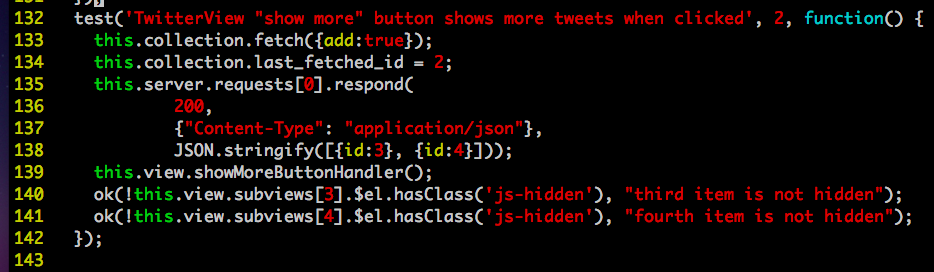 });
132 test('TwitterView "show more" button shows more tweets when clicked', 2, function() {
133 this.collection.fetch({add:true});
134 this.collection.last_fetched_id = 2;
135 this.server.requests[0].respond(
136 200,
137 {"Content-Type": "application/json"},
138 JSON.stringify([{id:3}, {id:4}]));
139 this.view.showMoreButtonHandler();
140 ok(!this.view.subviews[3].$el.hasClass('js-hidden'), "third item is not hidden");
141 ok(!this.view.subviews[4].$el.hasClass('js-hidden'), "fourth item is not hidden");
142 });
143